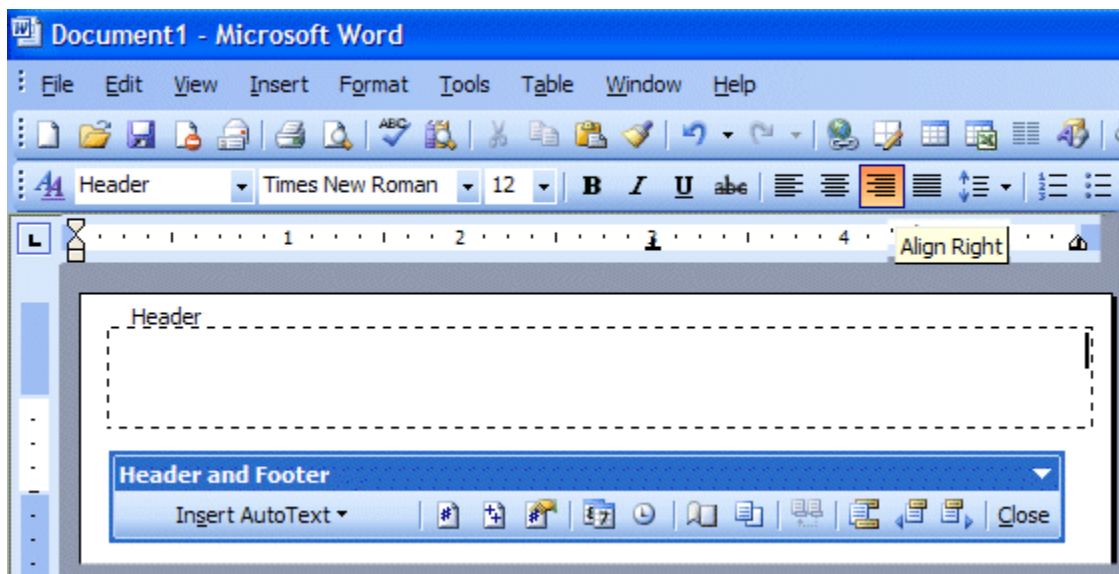 Document1 - Microsoft Word
File Edit View Insert Format Tools Table Window Help
ABC
Header Times New Roman 12 B I U abc
L 1 2 3 4
Align Right
Header
Header and Footer
Insert AutoText Close